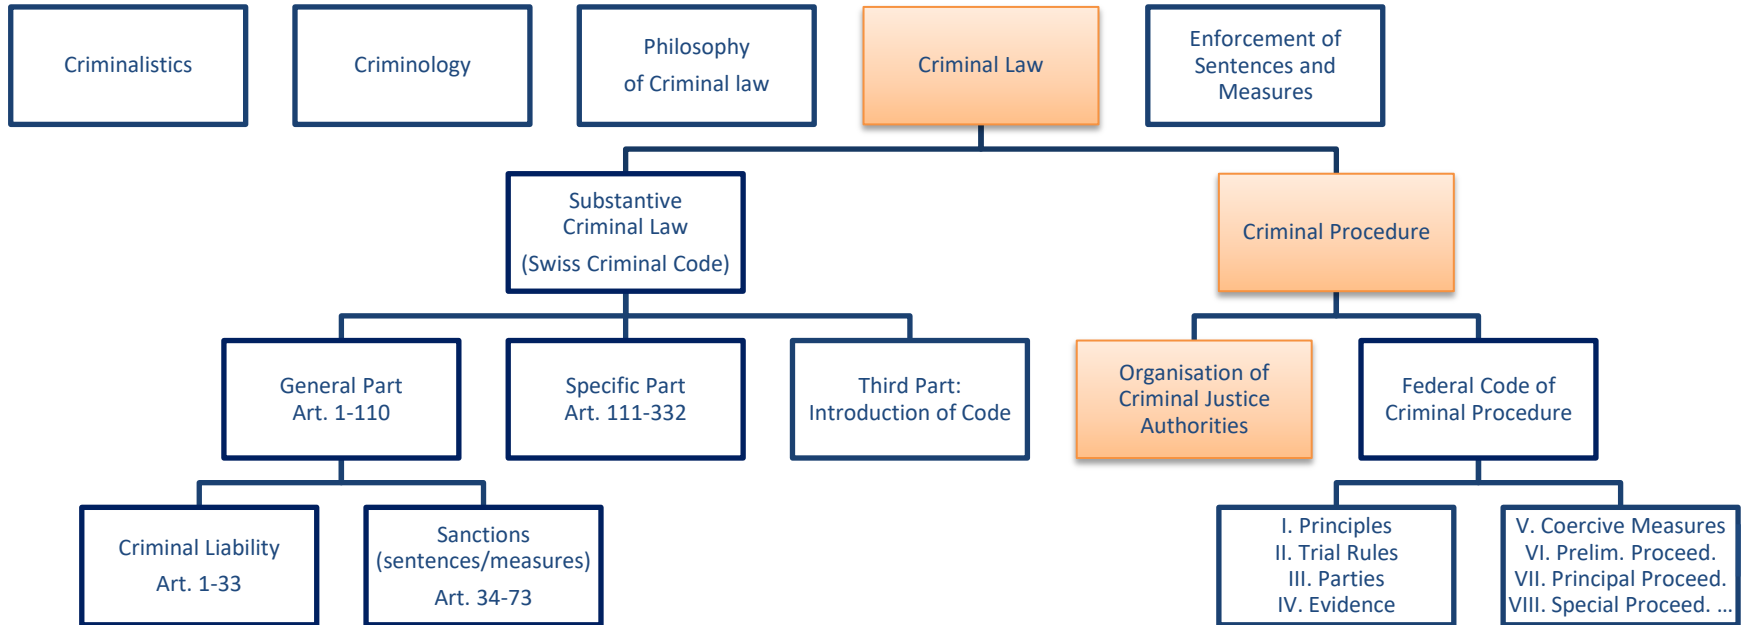 Criminalistics
Criminology
Philosophy
of Criminal law
Criminal Law
Enforcement of
Sentences and
Measures
Substantive
Criminal Law
(Swiss Criminal Code)
Criminal Procedure
General Part
Art. 1-110
Specific Part
Art. 111-332
Third Part:
Introduction of Code
Organisation of
Criminal Justice
Authorities
Federal Code of
Criminal Procedure
Criminal Liability
Art. 1-33
Sanctions
(sentences/measures)
Art. 34-73
I. Principles
II. Trial Rules
III. Parties
IV. Evidence
V. Coercive Measures
VI. Prelim. Proceed.
VII. Principal Proceed.
VIII. Special Proceed. ...